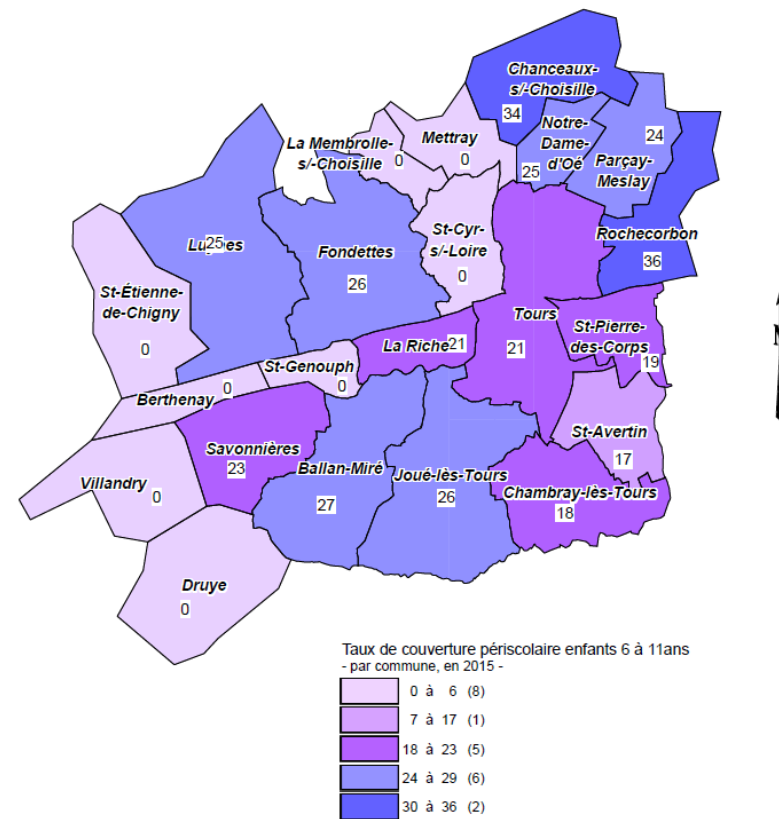 Chanceaux-
s/-Choisille
34
Notre-
Dame-
d'Oé
25
24
Parçay-
Meslay
La Membrolle-
s/-Choisille
0
Mettray
0
Rochecorbon
36
St-Cyr-
s/-Loire
0
25
Fondettes
26
St-Étienne-
de-Chigny
0
Tours
21
St-Pierre-
des-Corps
19
La Riche
21
St-Genouph
0
Berthenay
0
St-Avertin
17
Savonnières
23
Ballan-Miré
27
Joué-lès-Tours
26
Chambray-lès-Tours
18
Villandry
0
Druye
0
Taux de couverture périscolaire enfants 6 à 11ans
- par commune, en 2015 -
0 à 6 (8)
7 à 17 (1)
18 à 23 (5)
24 à 29 (6)
30 à 36 (2)